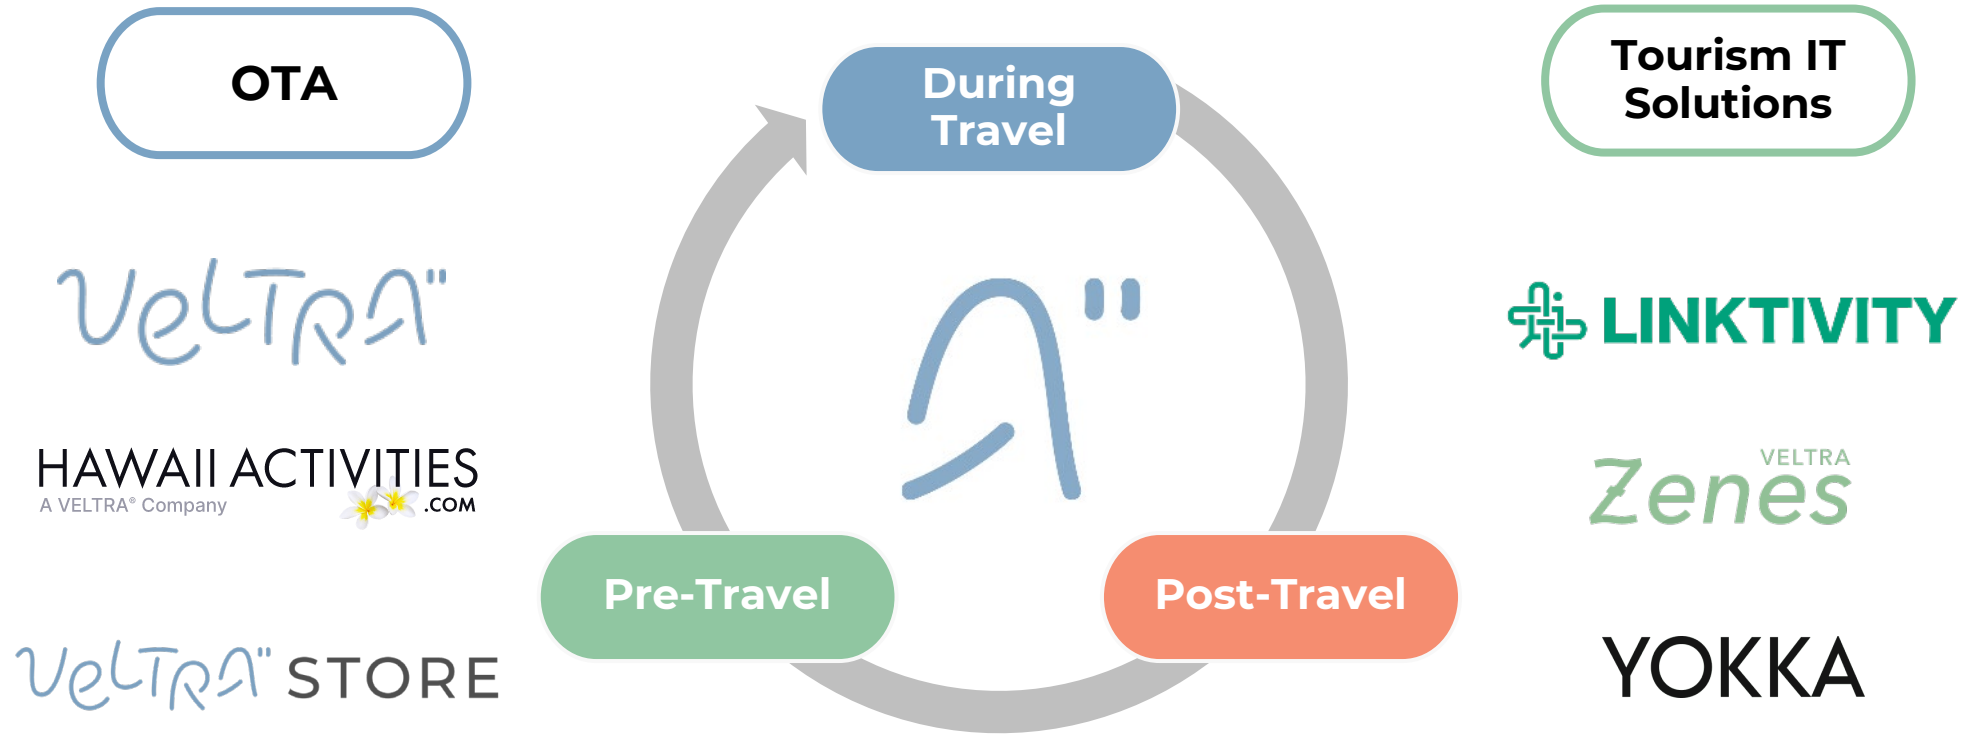 OTA
VELTRA
HAWAII ACTIVITIES
A VELTRA® Company
.COM
VELTRA STORE
During
Travel
Pre-Travel
Post-Travel
Tourism IT
Solutions
LINKTIVITY
VELTRA
Zenes
YOKKA